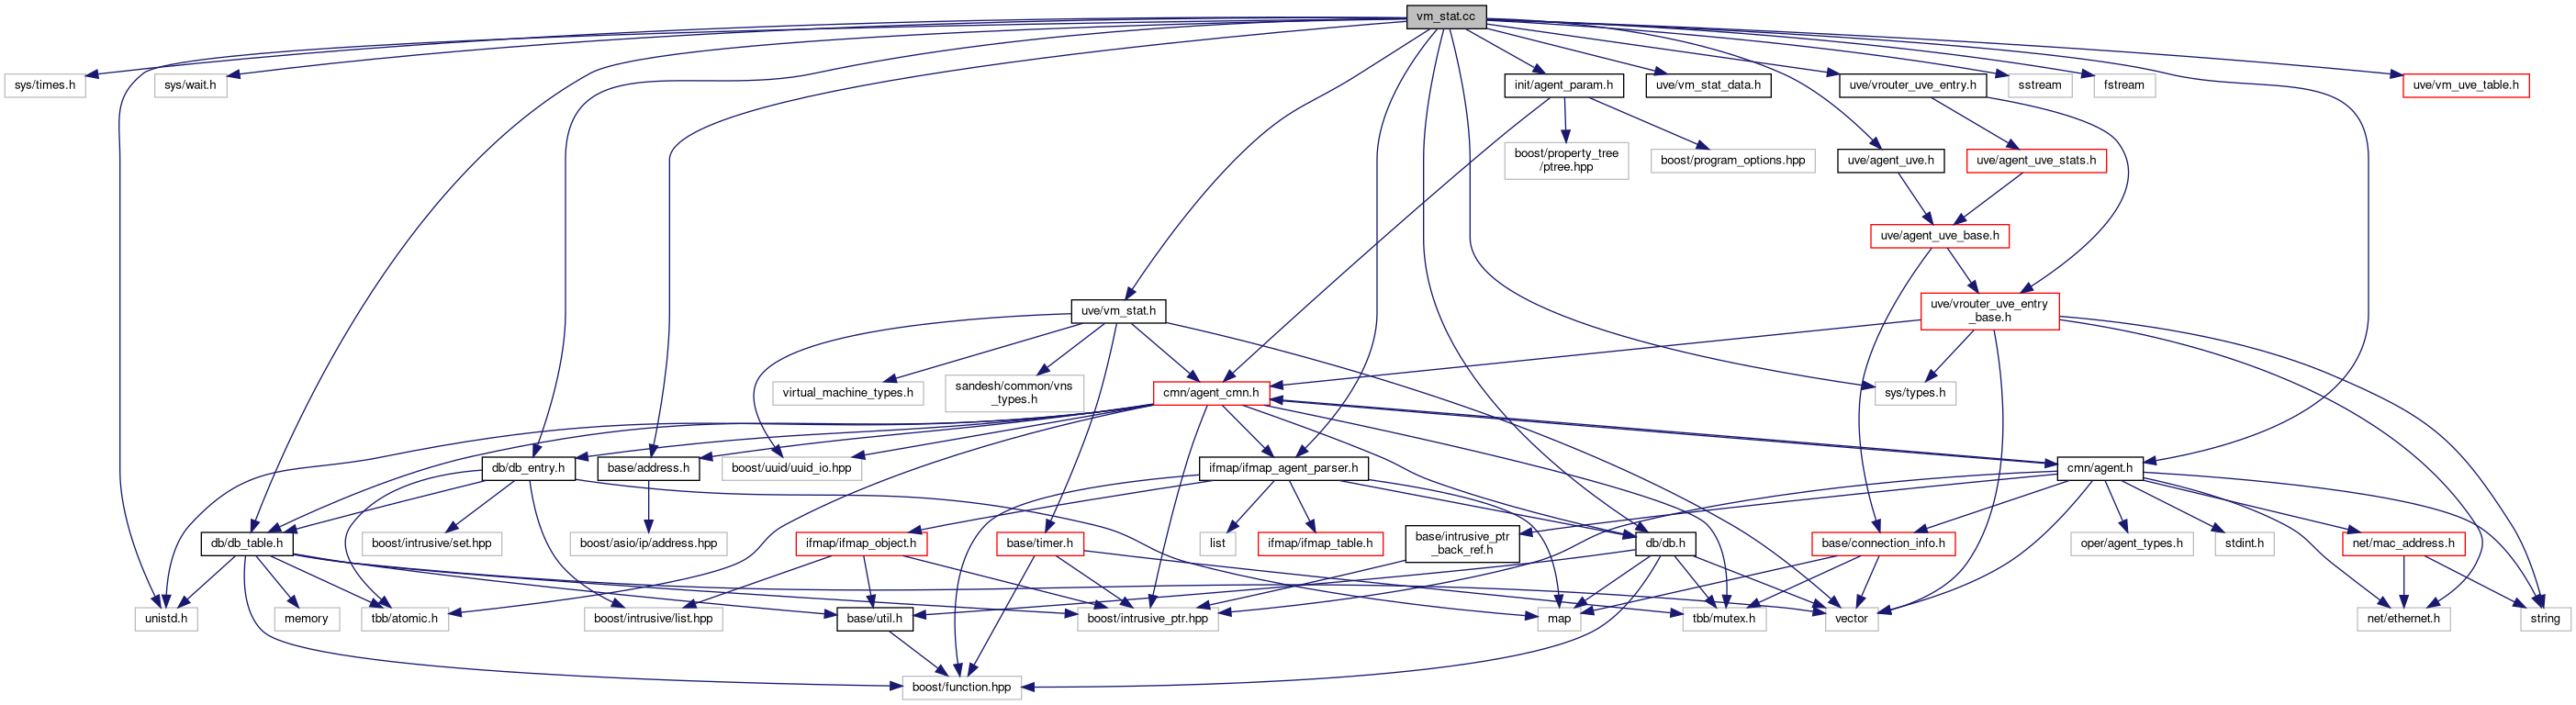 vm_stat.cc
sys/times.h
sys/wait.h
init/agent_param.h
uve/vm_stat_data.h
uve/vrouter_uve_entry.h
sstream
fstream
uve/vm_uve_table.h
boost/property_tree
/ptree.hpp
boost/program_options.hpp
uve/agent_uve.h
uve/agent_uve_stats.h
uve/agent_uve_base.h
uve/vm_stat.h
uve/vrouter_uve_entry
_base.h
virtual_machine_types.h
sandesh/common/vns
_types.h
cmn/agent_cmn.h
sys/types.h
db/db_entry.h
base/address.h
boost/uuid/uuid_io.hpp
ifmap/ifmap_agent_parser.h
cmn/agent.h
db/db_table.h
boost/intrusive/set.hpp
boost/asio/ip/address.hpp
ifmap/ifmap_object.h
base/timer.h
list
ifmap/ifmap_table.h
base/intrusive_ptr
_back_ref.h
db/db.h
base/connection_info.h
oper/agent_types.h
stdint.h
net/mac_address.h
unistd.h
memory
tbb/atomic.h
boost/intrusive/list.hpp
base/util.h
boost/intrusive_ptr.hpp
map
tbb/mutex.h
vector
net/ethernet.h
string
boost/function.hpp